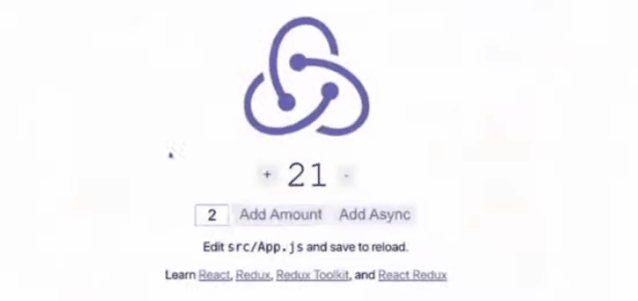 + 21 -
2 Add Amount Add Async
Edit src/App.js and save to reload.
Learn React, Redux, Redux Toolkit, and React Redux